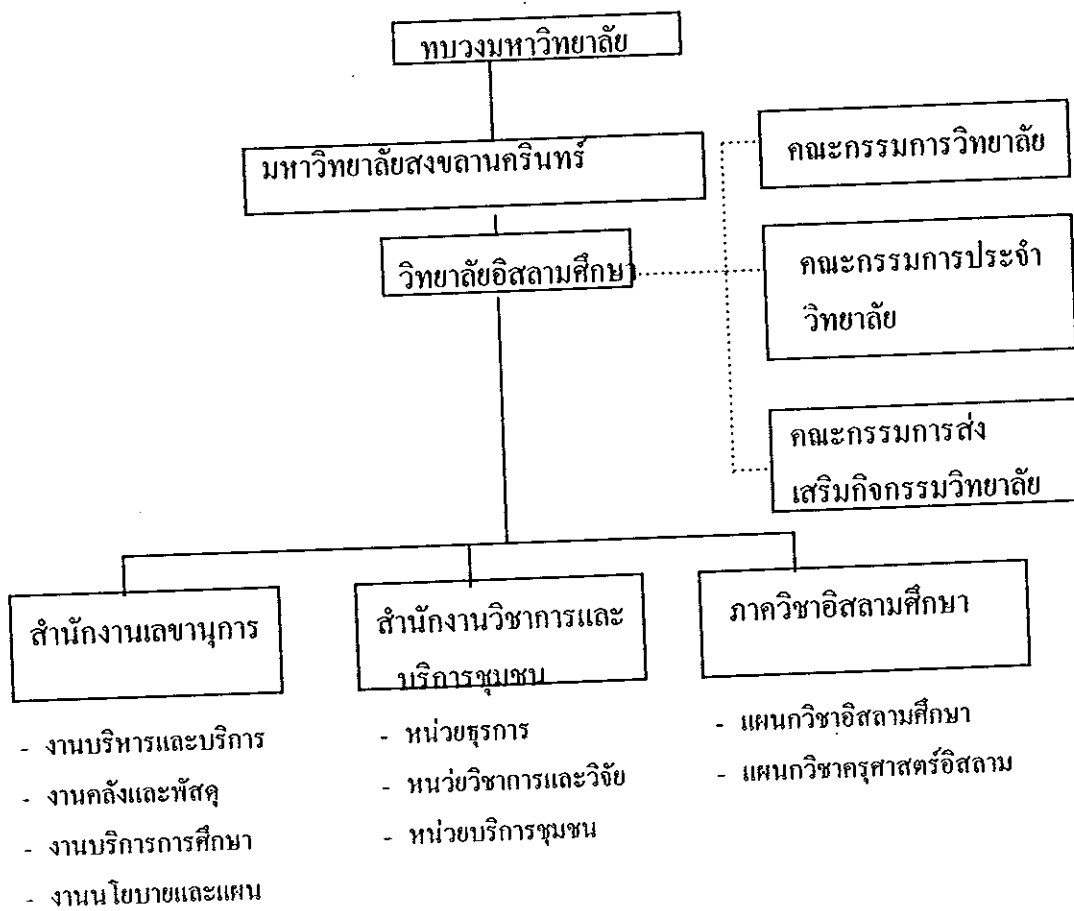 ทบวงมหาวิทยาลัย
มหาวิทยาลัยสงขลานครินทร์
วิทยาลัยอิสลามศึกษา
คณะกรรมการวิทยาลัย
คณะกรรมการประจำ
วิทยาลัย
คณะกรรมการส่ง
เสริมกิจกรรมวิทยาลัย
สำนักงานเลขานุการ
- งานบริหารและบริการ
- งานคลังและพัสดุ
- งานบริการการศึกษา
- งานนโยบายและแผน
สำนักงานวิชาการและ
บริการชุมชน
- หน่วยธุรการ
- หนว่ยวิชาการและวิจัย
- หน่วยบริการชุมชน
ภาควิชาอิสลามศึกษา
- แผนกวิชาอิสลามศึกษา
- แผนกวิชาครุศาสตร์อิสลาม